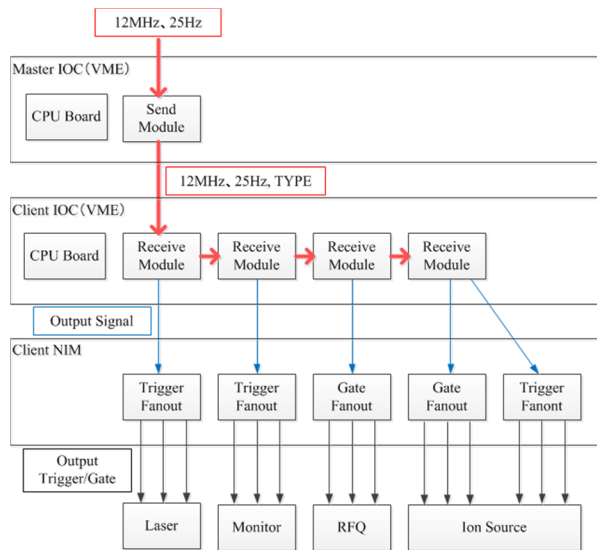 12MHz、25Hz
Master IOC(VME)
CPU Board
Send
Module
12MHz、25Hz, TYPE
Client IOC(VME)
CPU Board
Receive
Module
Receive
Module
Receive
Module
Receive
Module
Output Signal
Client NIM
Trigger
Fanout
Trigger
Fanout
Gate
Fanout
Gate
Fanout
Trigger
Fanont
Output
Trigger/Gate
Laser
Monitor
RFQ
Ion Source